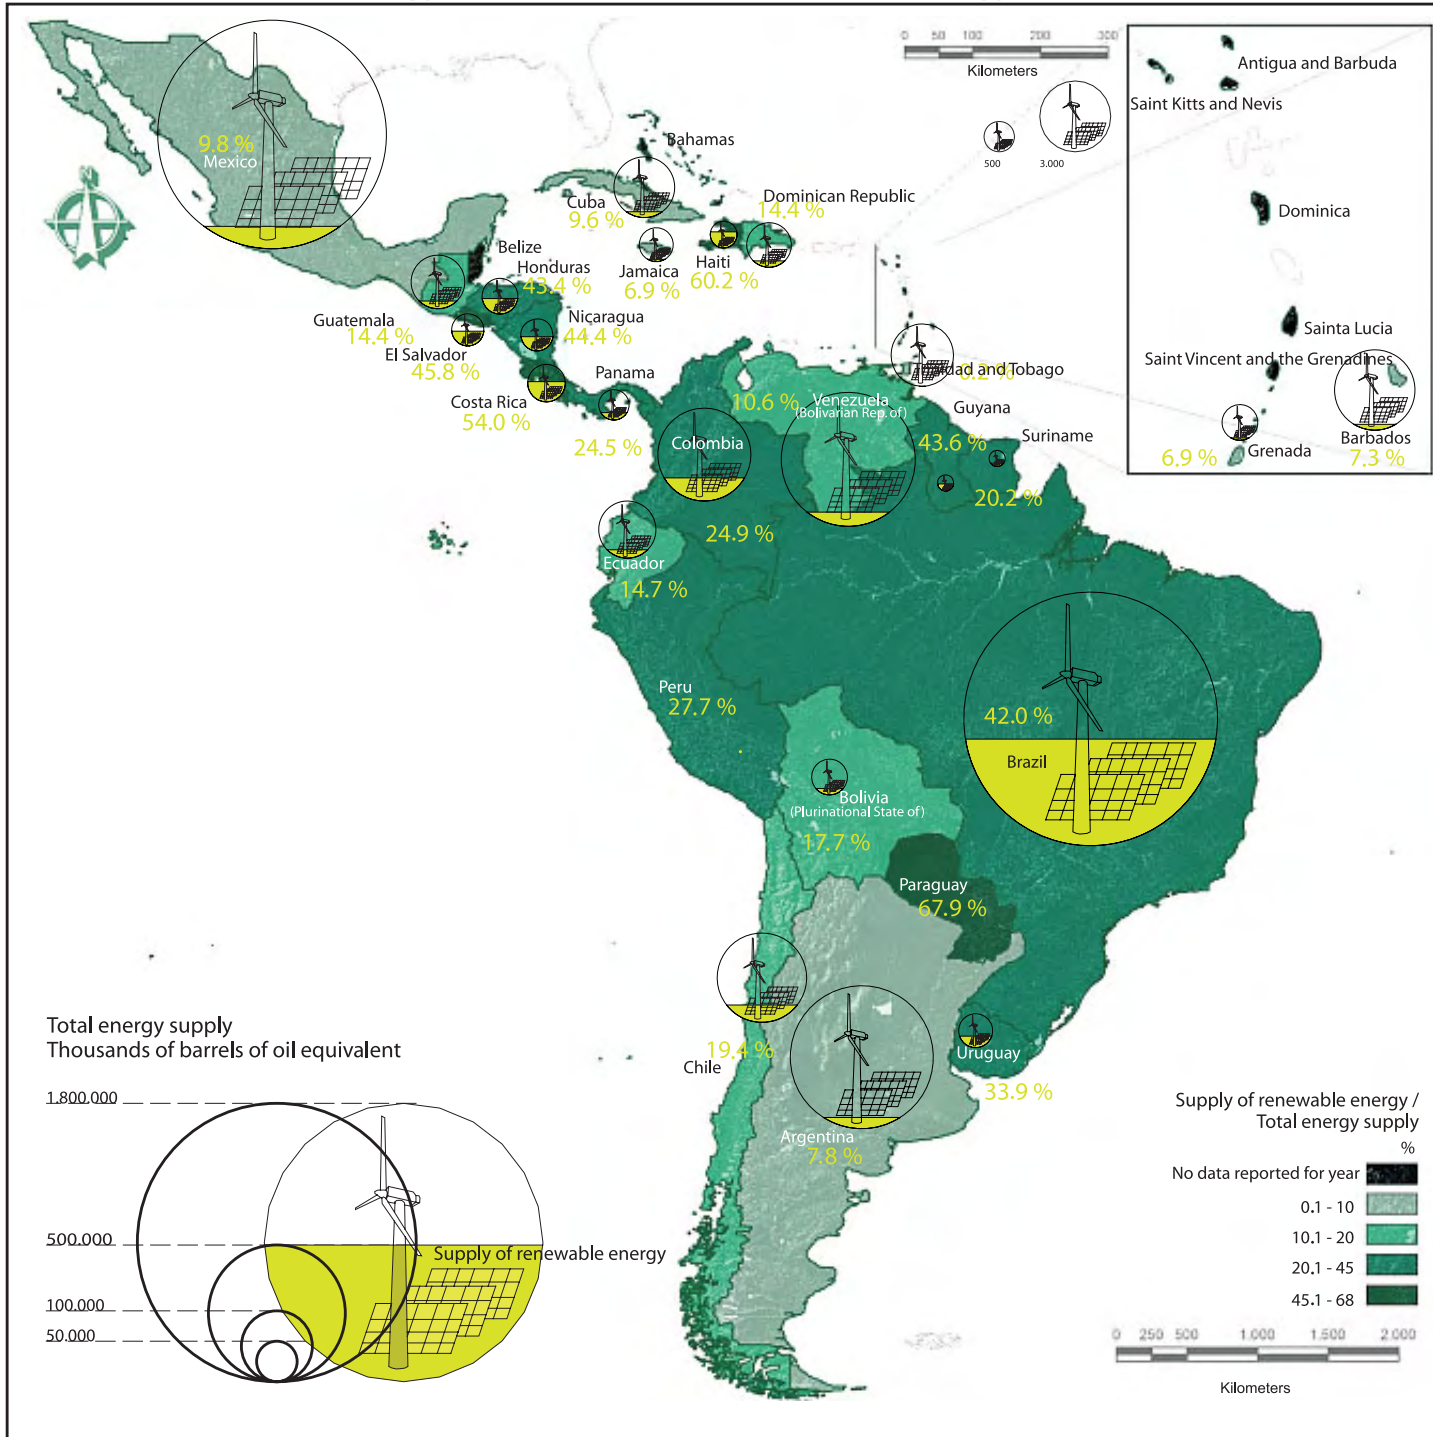 0 50 100 200 300
Kilometers
500
3.000
Antigua and Barbuda
Saint Kitts and Nevis
Dominica
Sainta Lucia
Saint Vincent and the Grenadines
Barbados
7.3 %
Grenada
6.9 %
N
9.8 %
Mexico
Bahamas
Cuba
9.6 %
Dominican Republic
14.4 %
Jamaica
6.9 %
Haiti
60.2 %
Belize
Honduras
43.4 %
Guatemala
14.4 %
Nicaragua
44.4 %
El Salvador
45.8 %
Costa Rica
54.0 %
Panama
24.5 %
and Tobago
10.6 %
Venezuela
(Bolivarian Rep. of)
Guyana
43.6 %
Suriname
20.2 %
Colombia
24.9 %
Ecuador
14.7 %
Peru
27.7 %
42.0 %
Brazil
Bolivia
(Plurinational State of)
17.7 %
Paraguay
67.9 %
19.4 %
Chile
Uruguay
33.9 %
Argentina
7.8 %
Total energy supply
Thousands of barrels of oil equivalent
1.800.000
500.000
100.000
50.000
Supply of renewable energy
Supply of renewable energy /
Total energy supply
%
No data reported for year
0.1 - 10
10.1 - 20
20.1 - 45
45.1 - 68
0 250 500 1.000 1.500 2.000
Kilometers